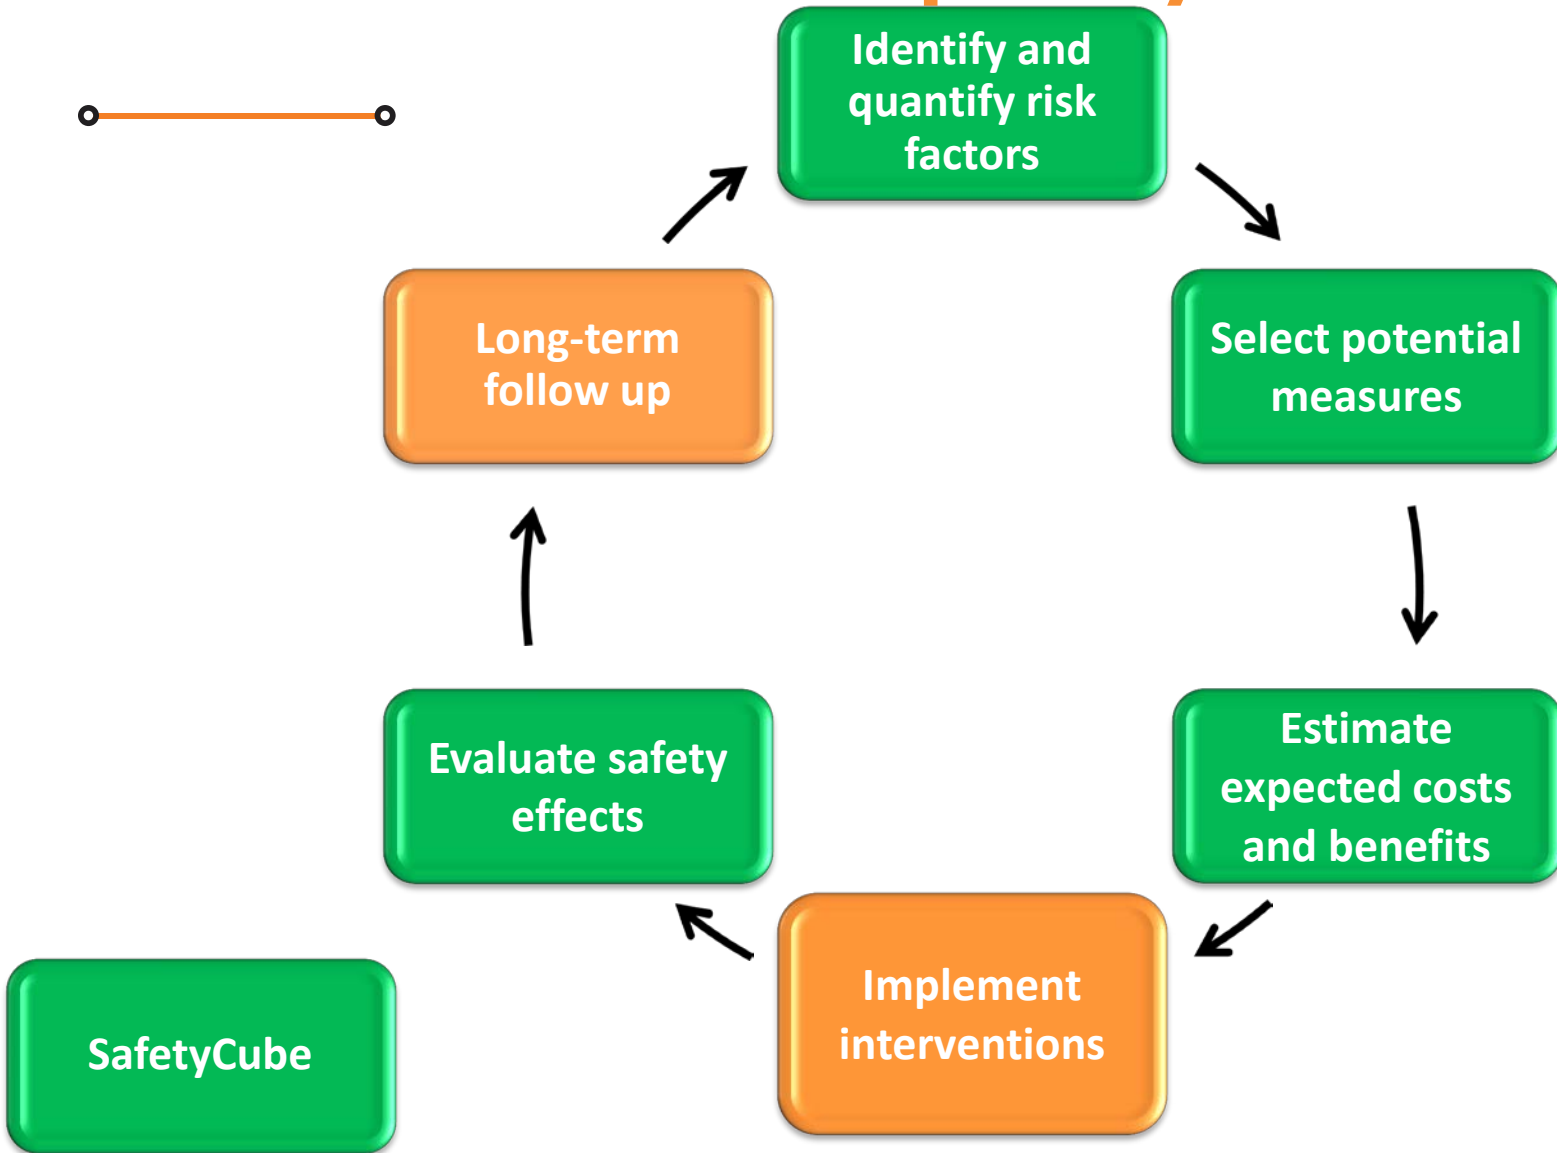 Identify and
quantify risk
factors
Long-term
follow up
Select potential
measures
Evaluate safety
effects
Estimate
expected costs
and benefits
Implement
interventions
SafetyCube